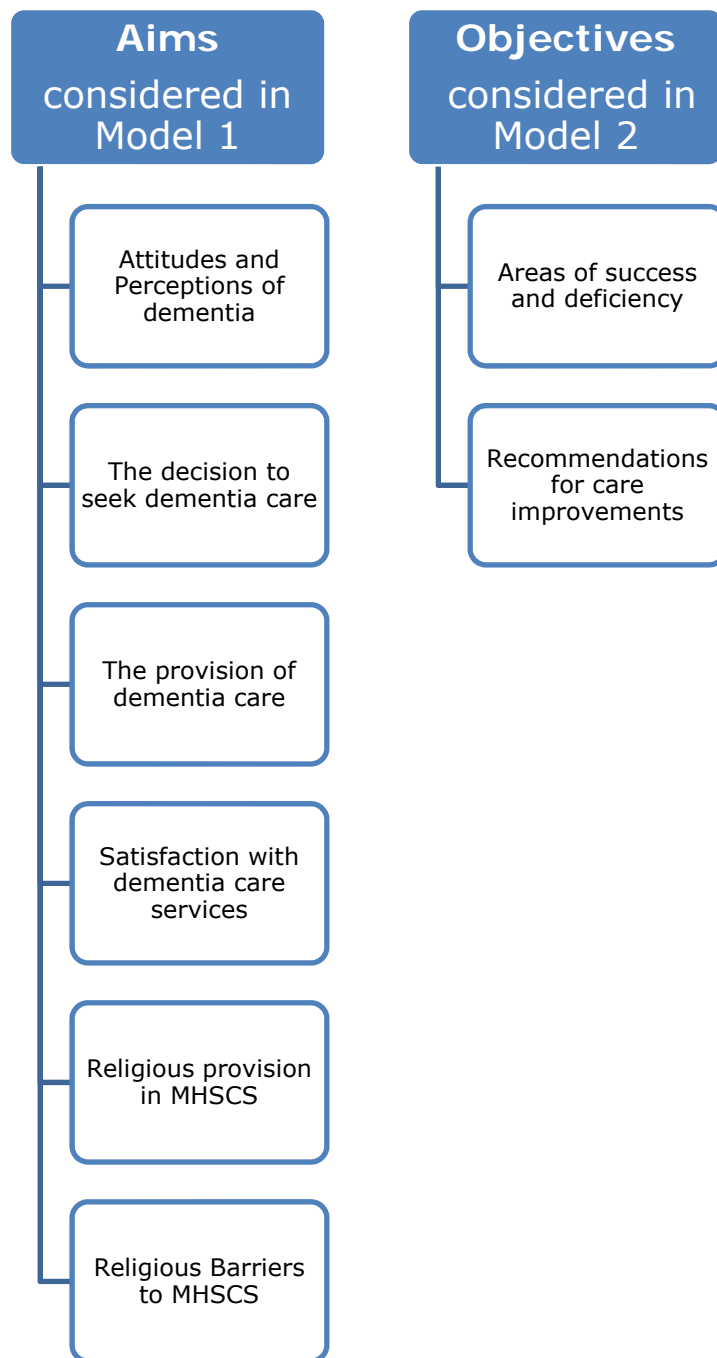 Aims
considered in
Model 1
Attitudes and
Perceptions of
dementia
The decision to
seek dementia care
The provision of
dementia care
Satisfaction with
dementia care
services
Religious provision
in MHSCS
Religious Barriers
to MHSCS
Objectives
considered in
Model 2
Areas of success
and deficiency
Recommendations
for care
improvements